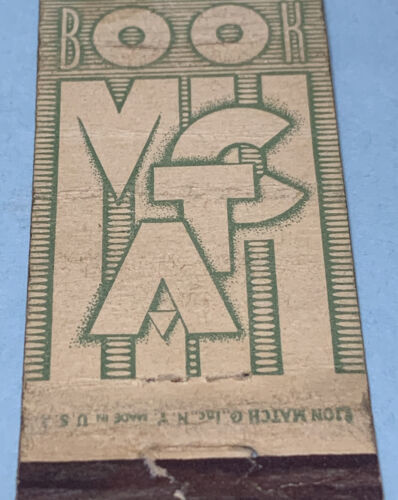 BOOK
MATCH
LION MATCH CO., INC., N. Y. MADE IN U. S.